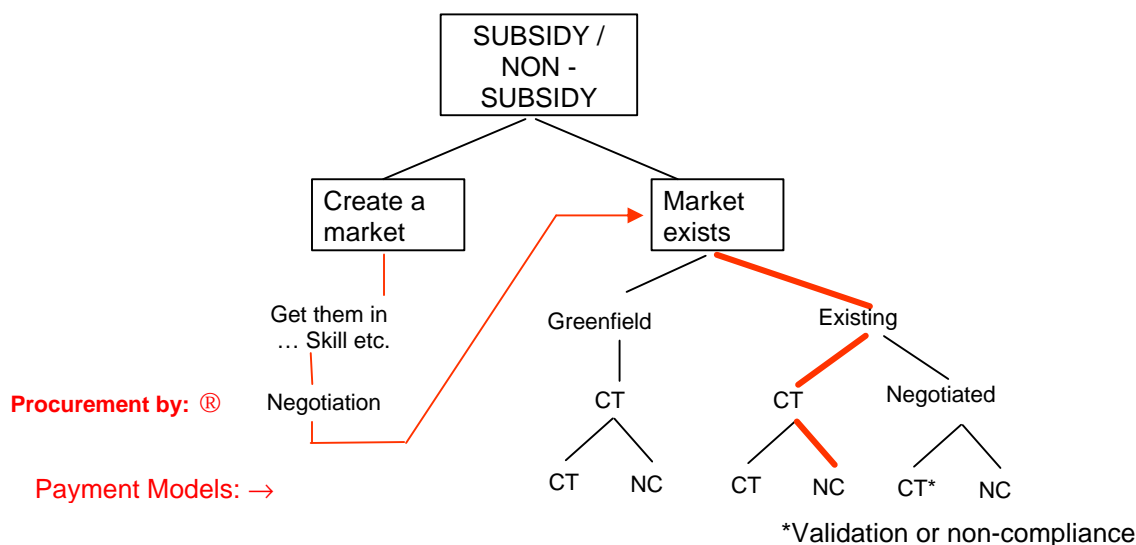 SUBSIDY /
NON -
SUBSIDY
Create a
market
Market
exists
Get them in
... Skill etc.
Greenfield
Existing
Procurement by: ®
Negotiation
CT
CT
Negotiated
Payment Models: →
CT
NC
CT
NC
CT*
NC
*Validation or non-compliance